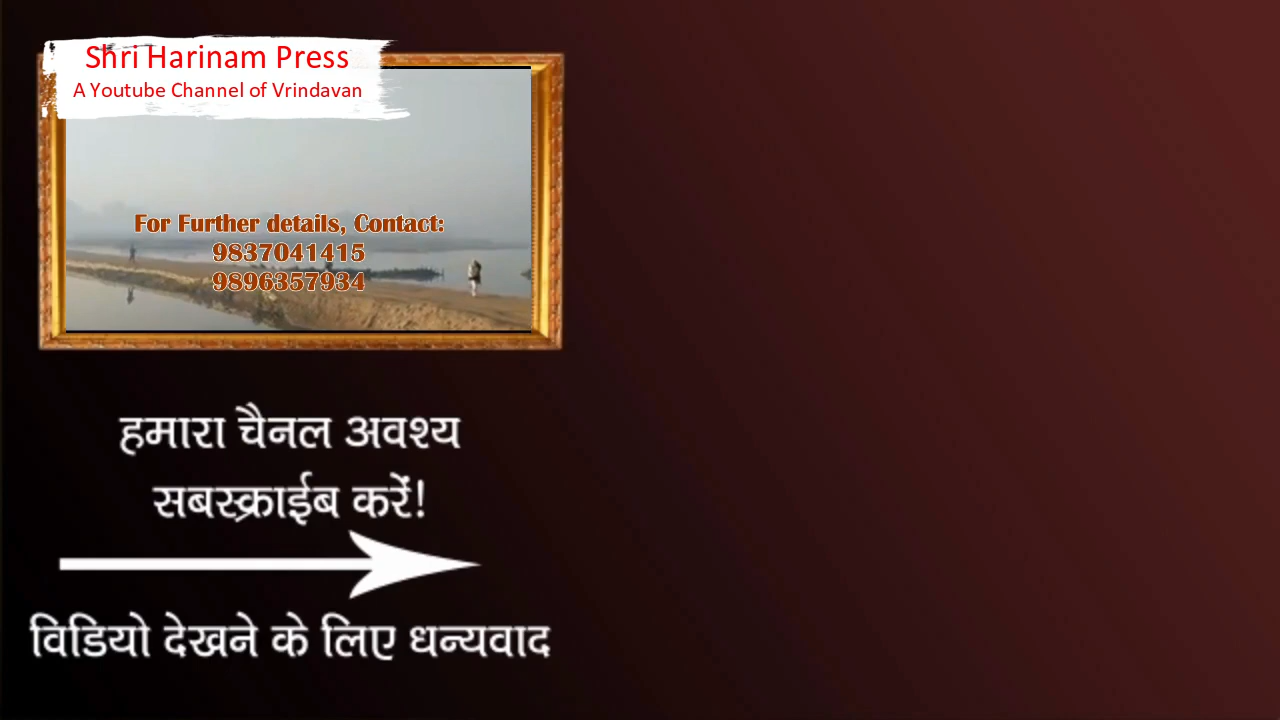 Shri Harinam Press
A Youtube Channel of Vrindavan
For Further details, Contact:
9837041415
9896357934
हमारा चैनल अवश्य
सबस्क्राईब करें!
विडियो देखने के लिए धन्यवाद